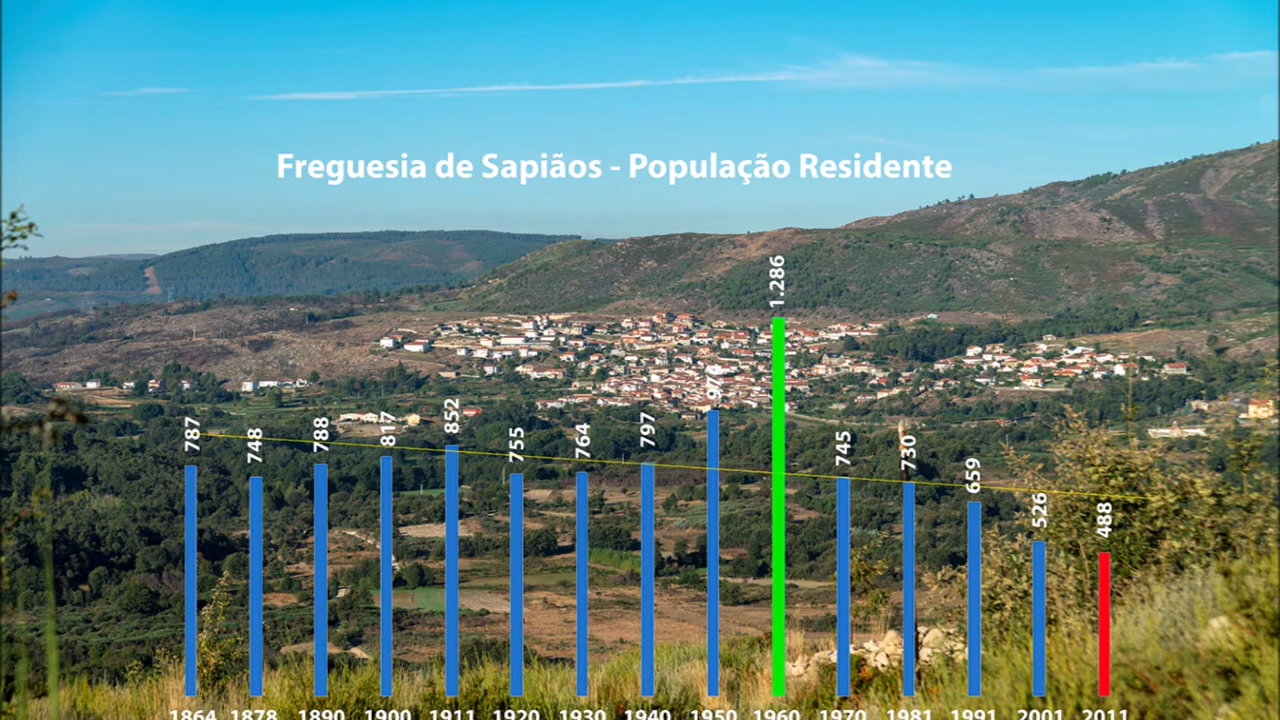 Freguesia de Sapiãos - População Residente
787 748 788 817 852 755 764 797 1.286 745 730 659 526 488
1864 1878 1890 1900 1911 1920 1930 1940 1950 1960 1970 1981 1991 2001 2011